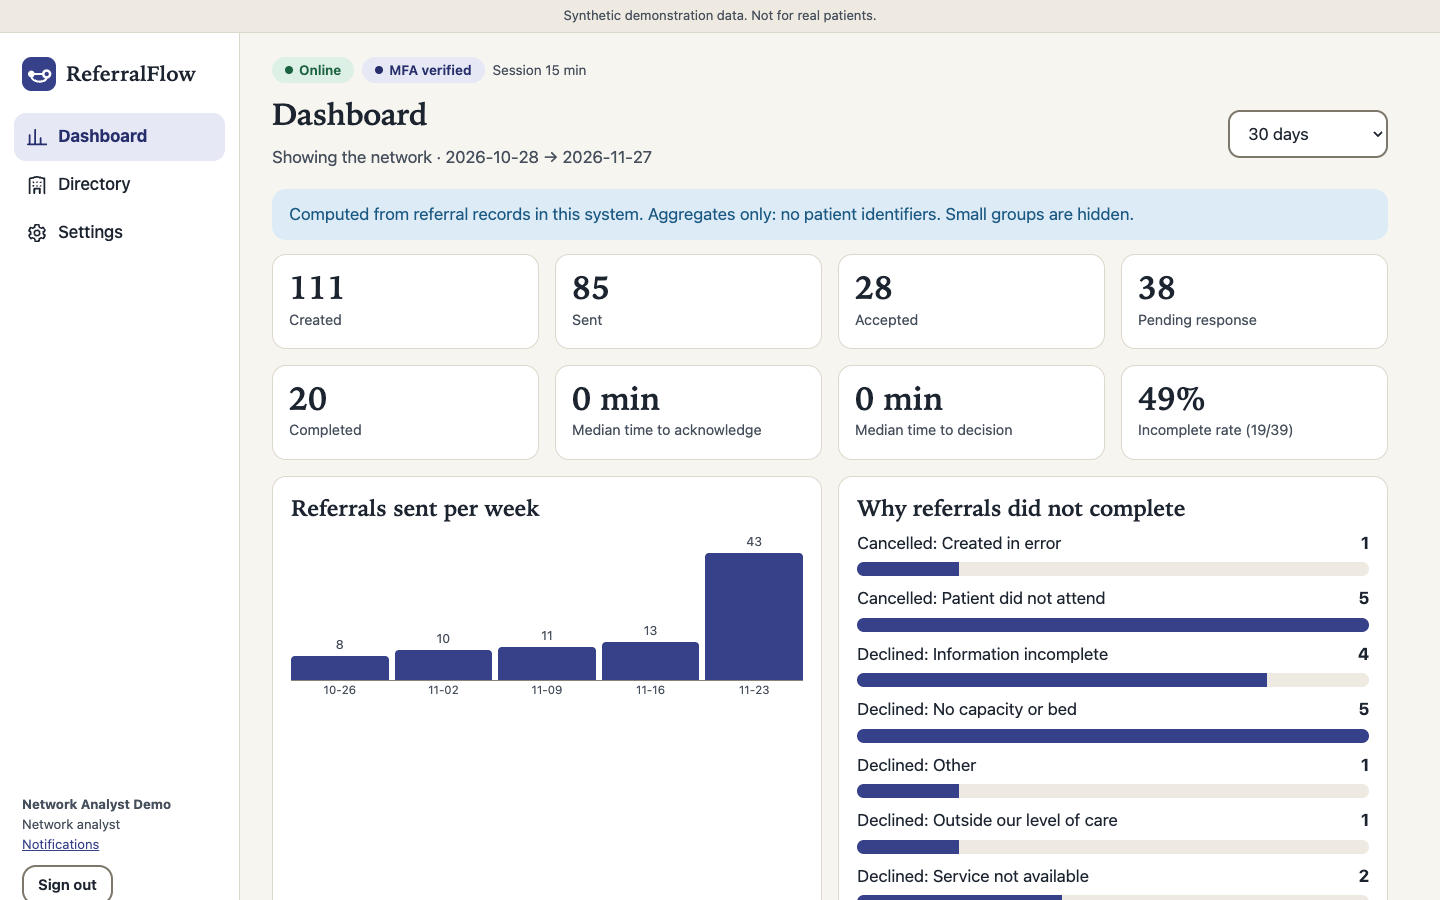 Synthetic demonstration data. Not for real patients.
ReferralFlow
Dashboard
Directory
Settings
Network Analyst Demo
Network analyst
Notifications
Sign out
Online
MFA verified
Session 15 min
Dashboard
Showing the network · 2026-10-28 → 2026-11-27
30 days
Computed from referral records in this system. Aggregates only: no patient identifiers. Small groups are hidden.
111
Created
85
Sent
28
Accepted
38
Pending response
20
Completed
0 min
Median time to acknowledge
0 min
Median time to decision
49%
Incomplete rate (19/39)
Referrals sent per week
8
10
11
13
43
10-26
11-02
11-09
11-16
11-23
Why referrals did not complete
Cancelled: Created in error 1
Cancelled: Patient did not attend 5
Declined: Information incomplete 4
Declined: No capacity or bed 5
Declined: Other 1
Declined: Outside our level of care 1
Declined: Service not available 2